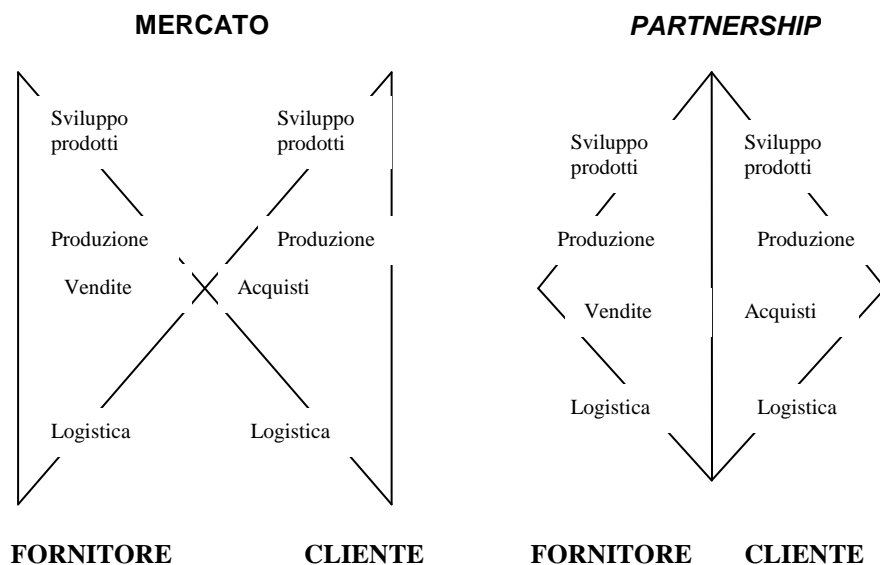 MERCATO
PARTNERSHIP
Sviluppo
prodotti
Sviluppo
prodotti
Produzione
Produzione
Vendite
Acquisti
Logistica
Logistica
FORNITORE
CLIENTE
Sviluppo
prodotti
Sviluppo
prodotti
Produzione
Produzione
Vendite
Acquisti
Logistica
Logistica
FORNITORE
CLIENTE